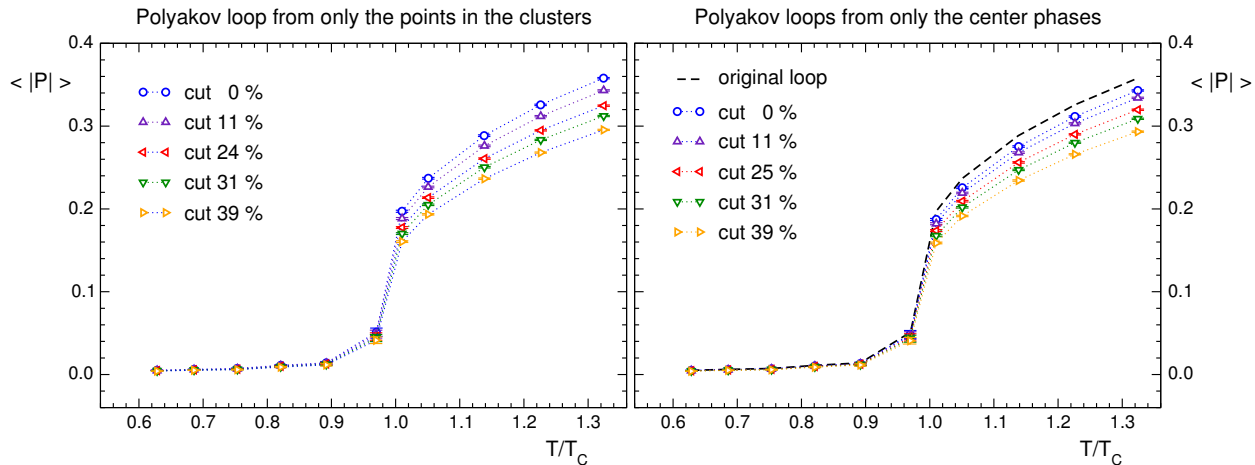 Polyakov loop from only the points in the clusters
0.4
< |P| >
cut 0 %
cut 11 %
cut 24 %
cut 31 %
cut 39 %
0.3
0.2
0.1
0.0
0.6 0.7 0.8 0.9 1.0 1.1 1.2 1.3
T/T_C
Polyakov loops from only the center phases
original loop
cut 0 %
cut 11 %
cut 25 %
cut 31 %
cut 39 %
0.4
< |P| >
0.3
0.2
0.1
0.0
0.6 0.7 0.8 0.9 1.0 1.1 1.2 1.3
T/T_C